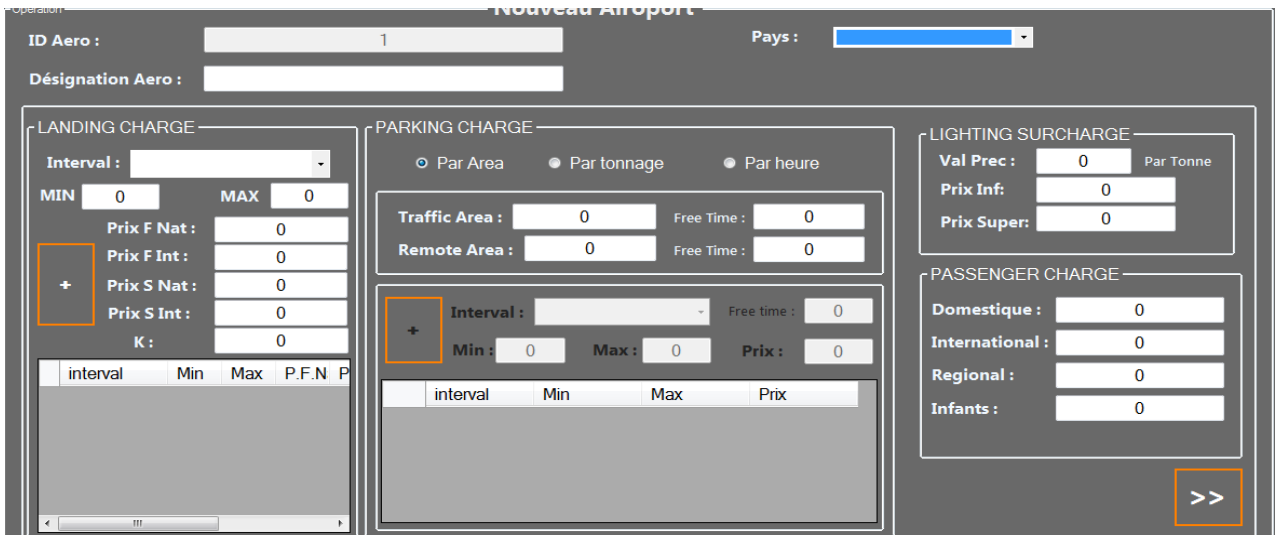 Operation
Nouveau Airoport
ID Aero : 1 Pays :
Désignation Aero :
LANDING CHARGE
Interval :
MIN 0 MAX 0
Prix F Nat : 0
Prix F Int : 0
+ Prix S Nat : 0
Prix S Int : 0
K : 0
interval Min Max P.F.N P
PARKING CHARGE
Par Area Par tonnage Par heure
Traffic Area : 0 Free Time : 0
Remote Area : 0 Free Time : 0
+ Interval : Free time : 0
Min : 0 Max : 0 Prix : 0
interval Min Max Prix
LIGHTING SURCHARGE
Val Prec : 0 Par Tonne
Prix Inf: 0
Prix Super: 0
PASSENGER CHARGE
Domestique : 0
International : 0
Regional : 0
Infants : 0
>>